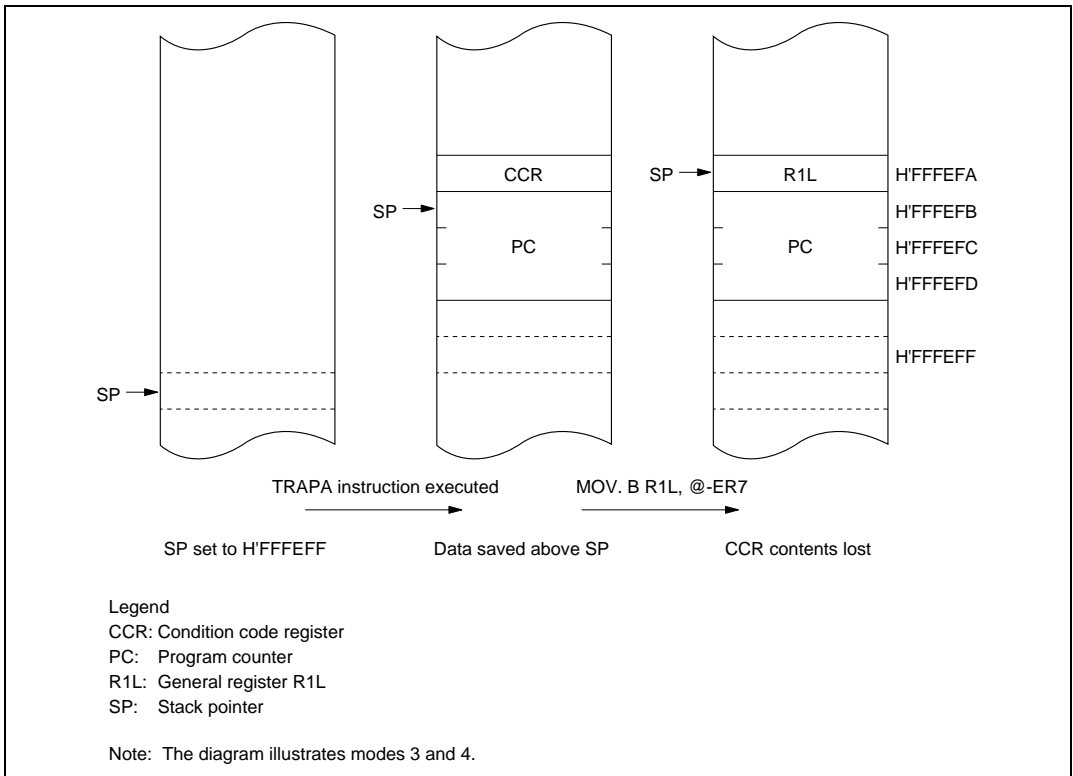 CCR
SP
R1L
H'FFFEFA
SP
H'FFFEFB
PC
PC
H'FFFEFC
H'FFFEFD
H'FFFEFF
SP
TRAPA instruction executed
MOV. B R1L, @-ER7
SP set to H'FFFEFF
Data saved above SP
CCR contents lost
Legend
CCR: Condition code register
PC: Program counter
R1L: General register R1L
SP: Stack pointer
Note: The diagram illustrates modes 3 and 4.